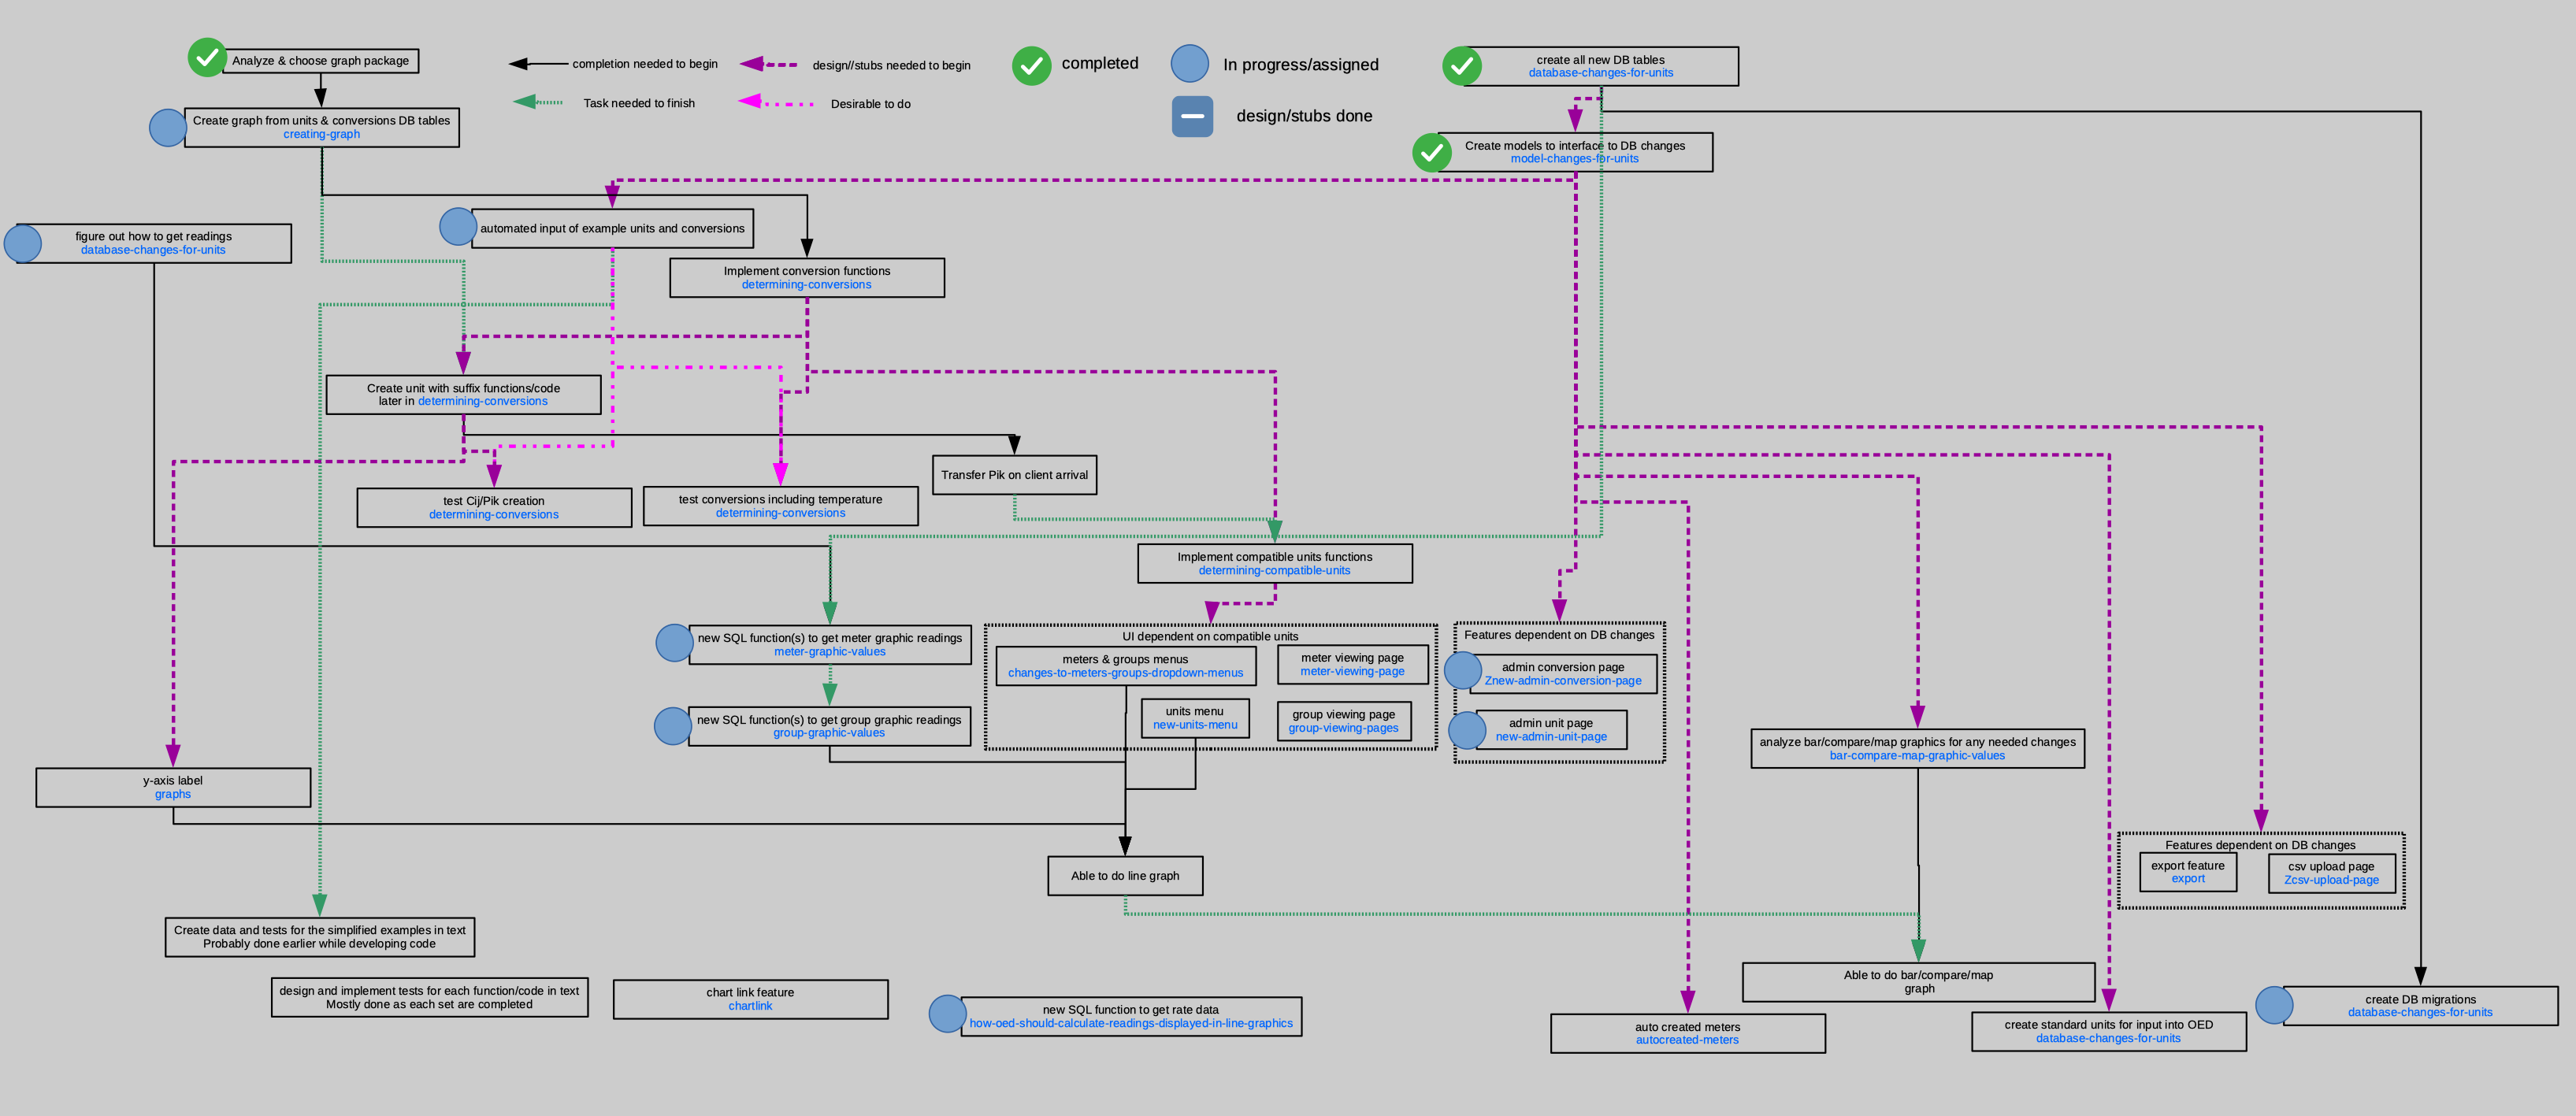 Analyze & choose graph package
completion needed to begin
design//stubs needed to begin
Task needed to finish
Desirable to do
completed
In progress/assigned
design/stubs done
create all new DB tables
database-changes-for-units
Create graph from units & conversions DB tables
creating-graph
Create models to interface to DB changes
model-changes-for-units
figure out how to get readings
database-changes-for-units
automated input of example units and conversions
Implement conversion functions
determining-conversions
Create unit with suffix functions/code
later in determining-conversions
Transfer Pik on client arrival
test Cij/Pik creation
determining-conversions
test conversions including temperature
determining-conversions
Implement compatible units functions
determining-compatible-units
new SQL function(s) to get meter graphic readings
meter-graphic-values
new SQL function(s) to get group graphic readings
group-graphic-values
UI dependent on compatible units
meters & groups menus
changes-to-meters-groups-dropdown-menus
meter viewing page
meter-viewing-page
units menu
new-units-menu
group viewing page
group-viewing-pages
Features dependent on DB changes
admin conversion page
Znew-admin-conversion-page
admin unit page
new-admin-unit-page
analyze bar/compare/map graphics for any needed changes
bar-compare-map-graphic-values
y-axis label
graphs
Able to do line graph
Features dependent on DB changes
export feature
export
csv upload page
Zcsv-upload-page
Create data and tests for the simplified examples in text
Probably done earlier while developing code
design and implement tests for each function/code in text
Mostly done as each set are completed
chart link feature
chartlink
new SQL function to get rate data
how-oed-should-calculate-readings-displayed-in-line-graphics
Able to do bar/compare/map
graph
auto created meters
autocreated-meters
create standard units for input into OED
database-changes-for-units
create DB migrations
database-changes-for-units